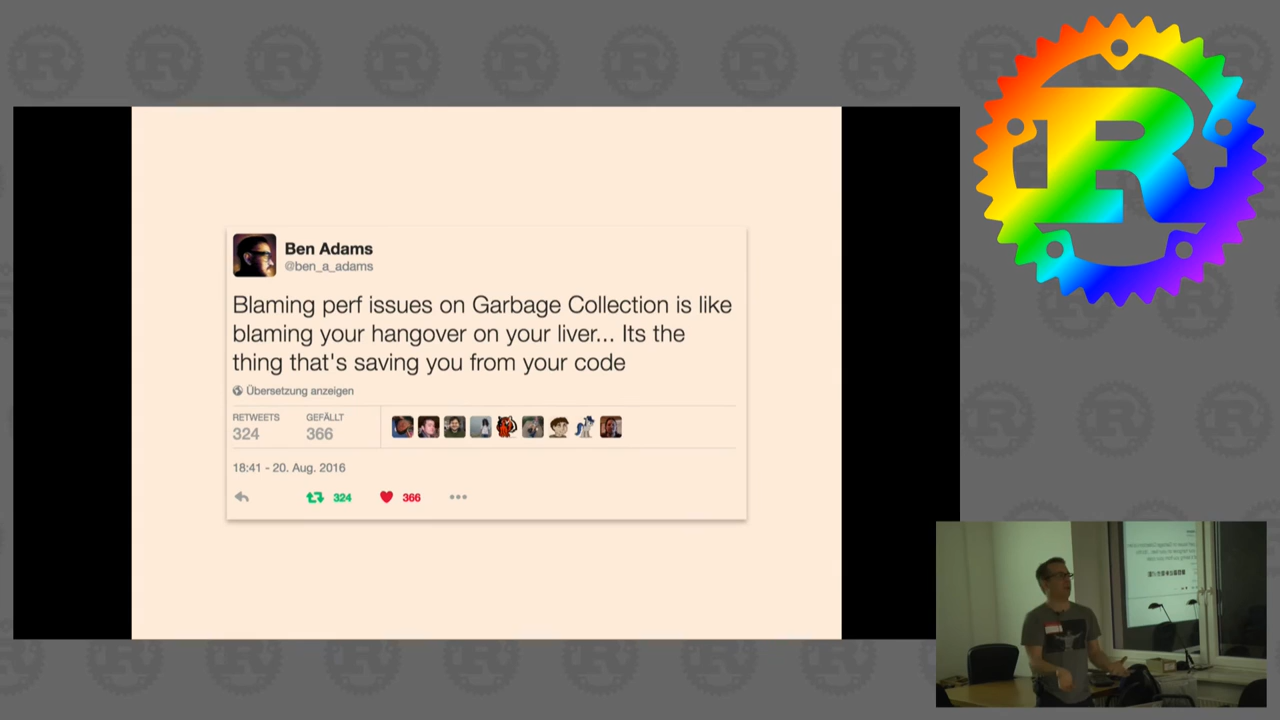 Ben Adams
@ben_a_adams
Blaming perf issues on Garbage Collection is like
blaming your hangover on your liver... Its the
thing that's saving you from your code
Übersetzung anzeigen
RETWEETS GEFÄLLT
324 366
18:41 - 20. Aug. 2016
324 366
R